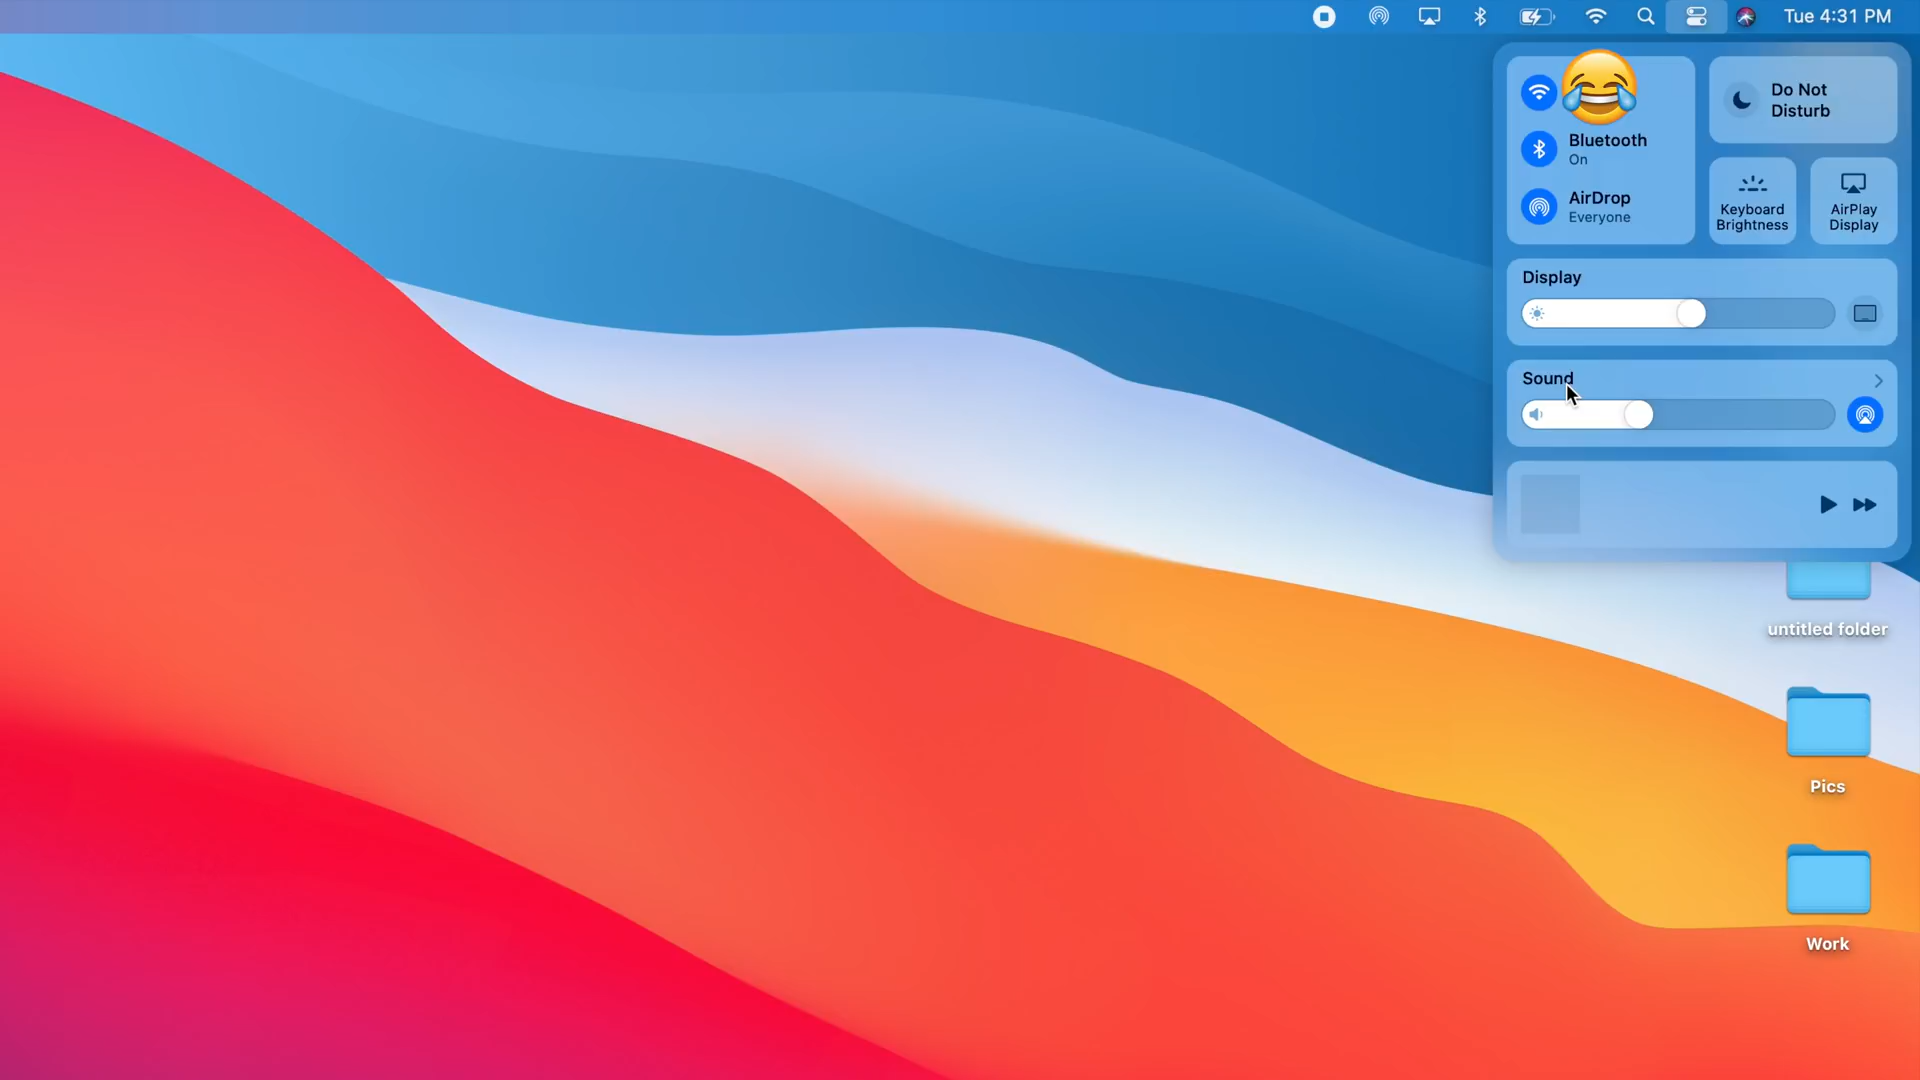 Tue 4:31 PM
Bluetooth
On
AirDrop
Everyone
Do Not
Disturb
Keyboard
Brightness
AirPlay
Display
Display
Sound
untitled folder
Pics
Work